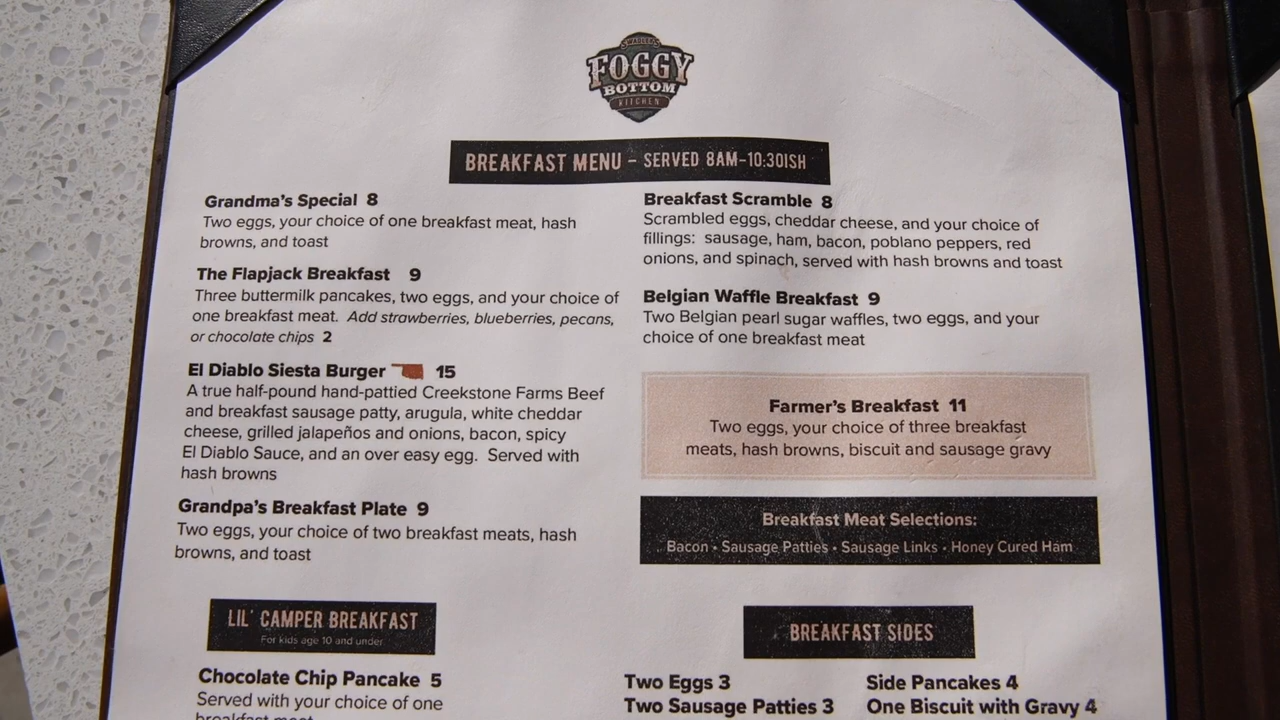 SWADLEY'S
FOGGY
BOTTOM
KITCHEN
BREAKFAST MENU – SERVED 8AM–10:30ISH
Grandma's Special 8
Two eggs, your choice of one breakfast meat, hash
browns, and toast
The Flapjack Breakfast 9
Three buttermilk pancakes, two eggs, and your choice of
one breakfast meat. Add strawberries, blueberries, pecans,
or chocolate chips 2
El Diablo Siesta Burger 15
A true half-pound hand-pattied Creekstone Farms Beef
and breakfast sausage patty, arugula, white cheddar
cheese, grilled jalapeños and onions, bacon, spicy
El Diablo Sauce, and an over easy egg. Served with
hash browns
Grandpa's Breakfast Plate 9
Two eggs, your choice of two breakfast meats, hash
browns, and toast
LIL' CAMPER BREAKFAST
For kids age 10 and under
Chocolate Chip Pancake 5
Served with your choice of one
breakfast meat
Breakfast Scramble 8
Scrambled eggs, cheddar cheese, and your choice of
fillings: sausage, ham, bacon, poblano peppers, red
onions, and spinach, served with hash browns and toast
Belgian Waffle Breakfast 9
Two Belgian pearl sugar waffles, two eggs, and your
choice of one breakfast meat
Farmer's Breakfast 11
Two eggs, your choice of three breakfast
meats, hash browns, biscuit and sausage gravy
Breakfast Meat Selections:
Bacon • Sausage Patties • Sausage Links • Honey Cured Ham
BREAKFAST SIDES
Two Eggs 3
Two Sausage Patties 3
Side Pancakes 4
One Biscuit with Gravy 4